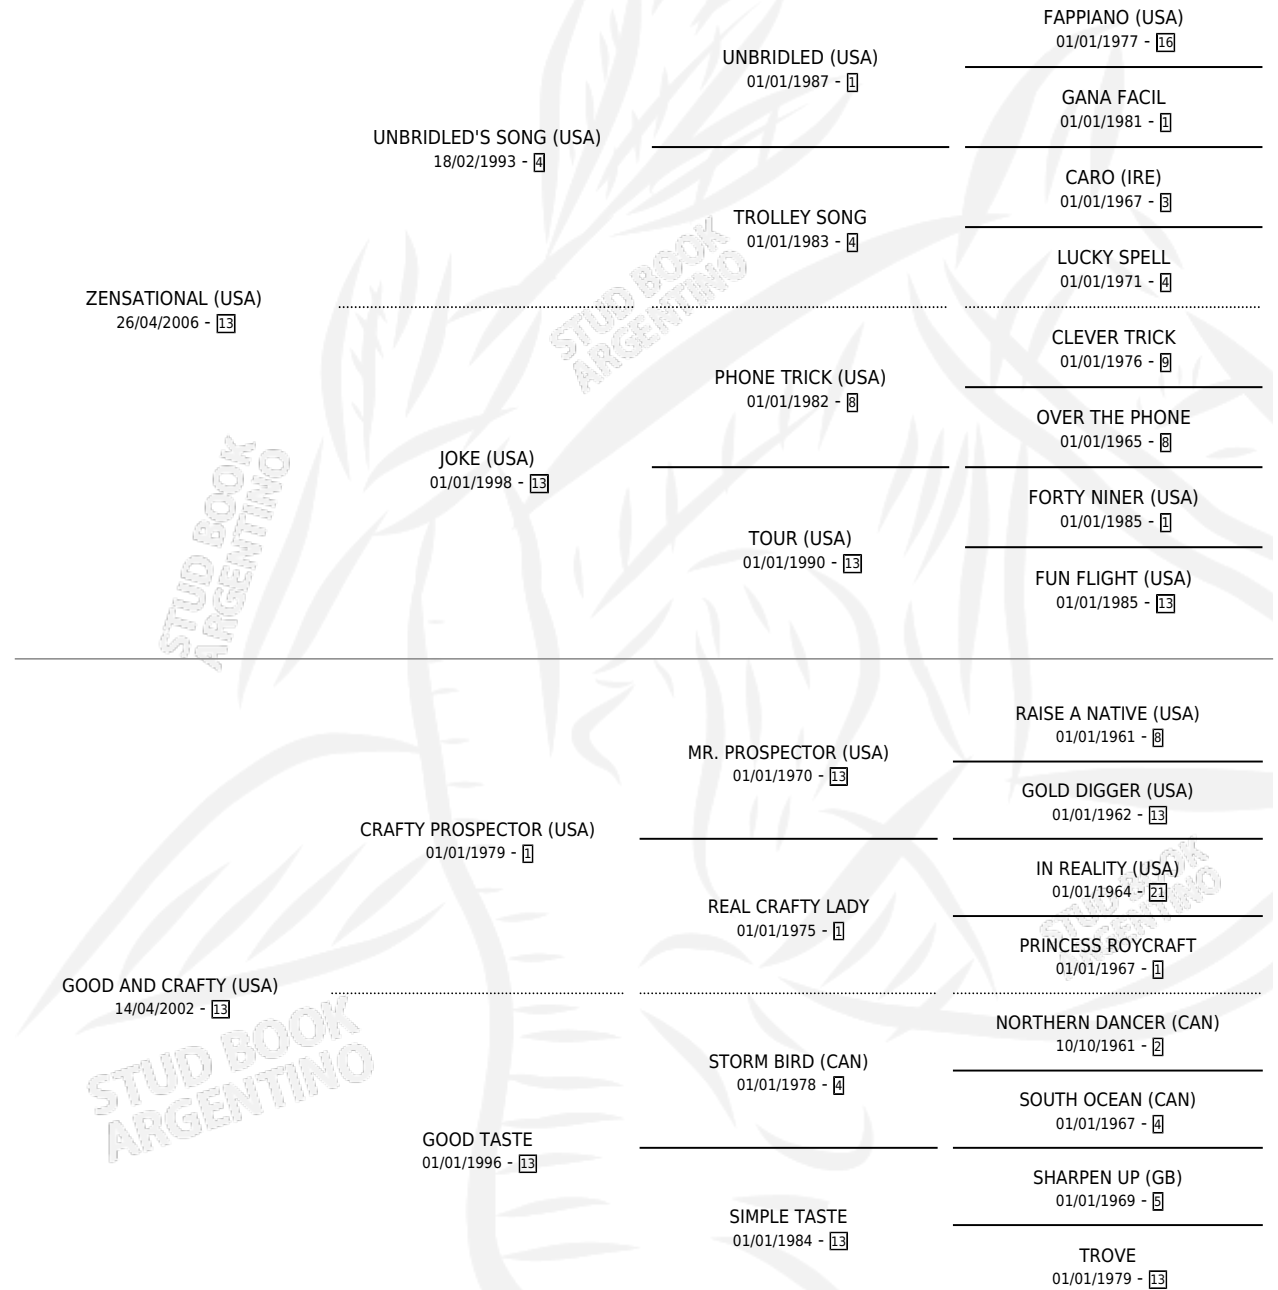 FAPPIANO (USA)
01/01/1977 - 16
UNBRIDLED (USA)
01/01/1987 - 1
GANA FACIL
01/01/1981 - 1
UNBRIDLED'S SONG (USA)
18/02/1993 - 4
CARO (IRE)
01/01/1967 - 3
TROLLEY SONG
01/01/1983 - 4
LUCKY SPELL
01/01/1971 - 4
ZENSATIONAL (USA)
26/04/2006 - 13
STUD BOOK
ARGENTINO
CLEVER TRICK
01/01/1976 - 9
PHONE TRICK (USA)
01/01/1982 - 8
OVER THE PHONE
01/01/1965 - 8
JOKE (USA)
01/01/1998 - 13
FORTY NINER (USA)
01/01/1985 - 1
TOUR (USA)
01/01/1990 - 13
FUN FLIGHT (USA)
01/01/1985 - 13
STUD BOOK
ARGENTINO
RAISE A NATIVE (USA)
01/01/1961 - 8
MR. PROSPECTOR (USA)
01/01/1970 - 13
GOLD DIGGER (USA)
01/01/1962 - 13
CRAFTY PROSPECTOR (USA)
01/01/1979 - 1
IN REALITY (USA)
01/01/1964 - 21
REAL CRAFTY LADY
01/01/1975 - 1
PRINCESS ROYCRAFT
01/01/1967 - 1
STUD BOOK
ARGENTINO
GOOD AND CRAFTY (USA)
14/04/2002 - 13
NORTHERN DANCER (CAN)
10/10/1961 - 2
STORM BIRD (CAN)
01/01/1978 - 4
SOUTH OCEAN (CAN)
01/01/1967 - 4
STUD BOOK
ARGENTINO
GOOD TASTE
01/01/1996 - 13
SHARPEN UP (GB)
01/01/1969 - 5
SIMPLE TASTE
01/01/1984 - 13
TROVE
01/01/1979 - 13